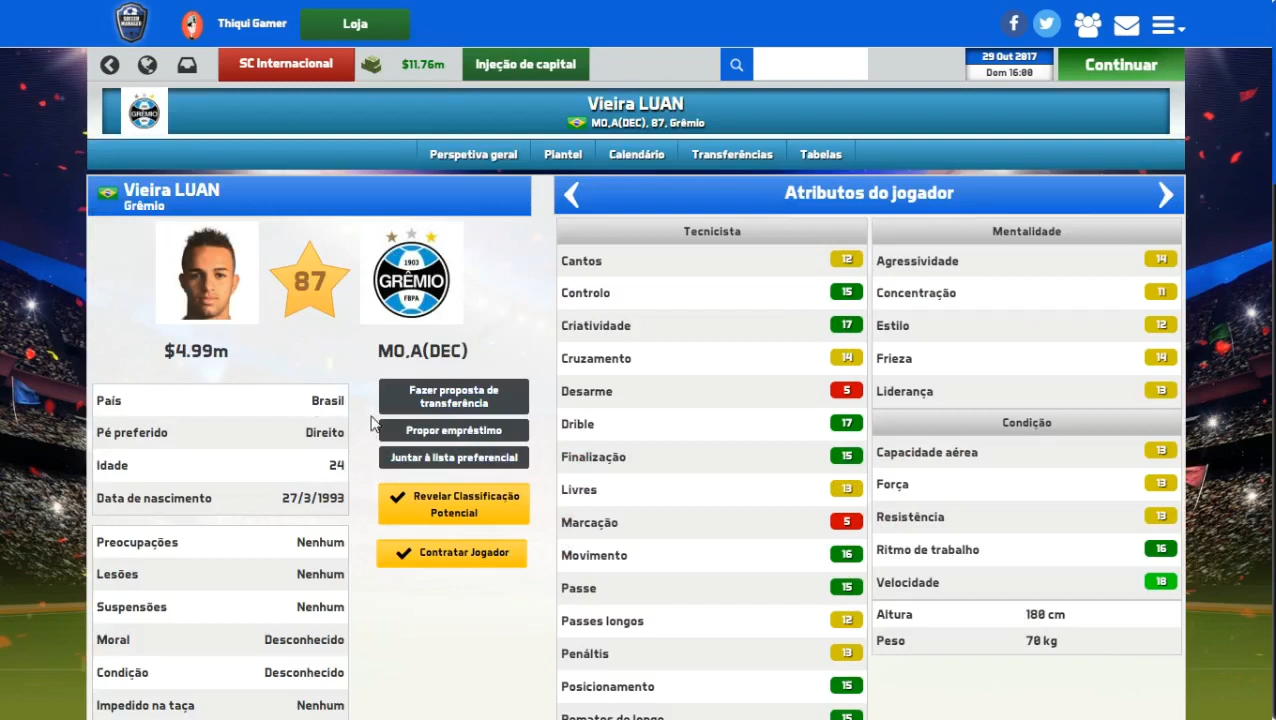 SOCCER MANAGER
Thiqui Gamer
Loja
SC Internacional
$11.76m
Injeção de capital
29 Out 2017
Dom 16:00
Continuar
GRÊMIO
Vieira LUAN
MO,A(DEC), 87, Grêmio
Perspetiva geral
Plantel
Calendário
Transferências
Tabelas
Vieira LUAN
Grêmio
87
1903
GRÊMIO
FBPA
$4.99m
MO,A(DEC)
País Brasil
Pé preferido Direito
Idade 24
Data de nascimento 27/3/1993
Fazer proposta de
transferência
Propor empréstimo
Juntar à lista preferencial
Revelar Classificação
Potencial
Contratar Jogador
Preocupações Nenhum
Lesões Nenhum
Suspensões Nenhum
Moral Desconhecido
Condição Desconhecido
Impedido na taça Nenhum
Atributos do jogador
Tecnicista
Cantos 12
Controlo 15
Criatividade 17
Cruzamento 14
Desarme 5
Drible 17
Finalização 15
Livres 13
Marcação 5
Movimento 16
Passe 15
Passes longos 12
Penáltis 13
Posicionamento 15
Remates de longe 15
Mentalidade
Agressividade 14
Concentração 11
Estilo 12
Frieza 14
Liderança 13
Condição
Capacidade aérea 13
Força 13
Resistência 13
Ritmo de trabalho 16
Velocidade 18
Altura 180 cm
Peso 70 kg